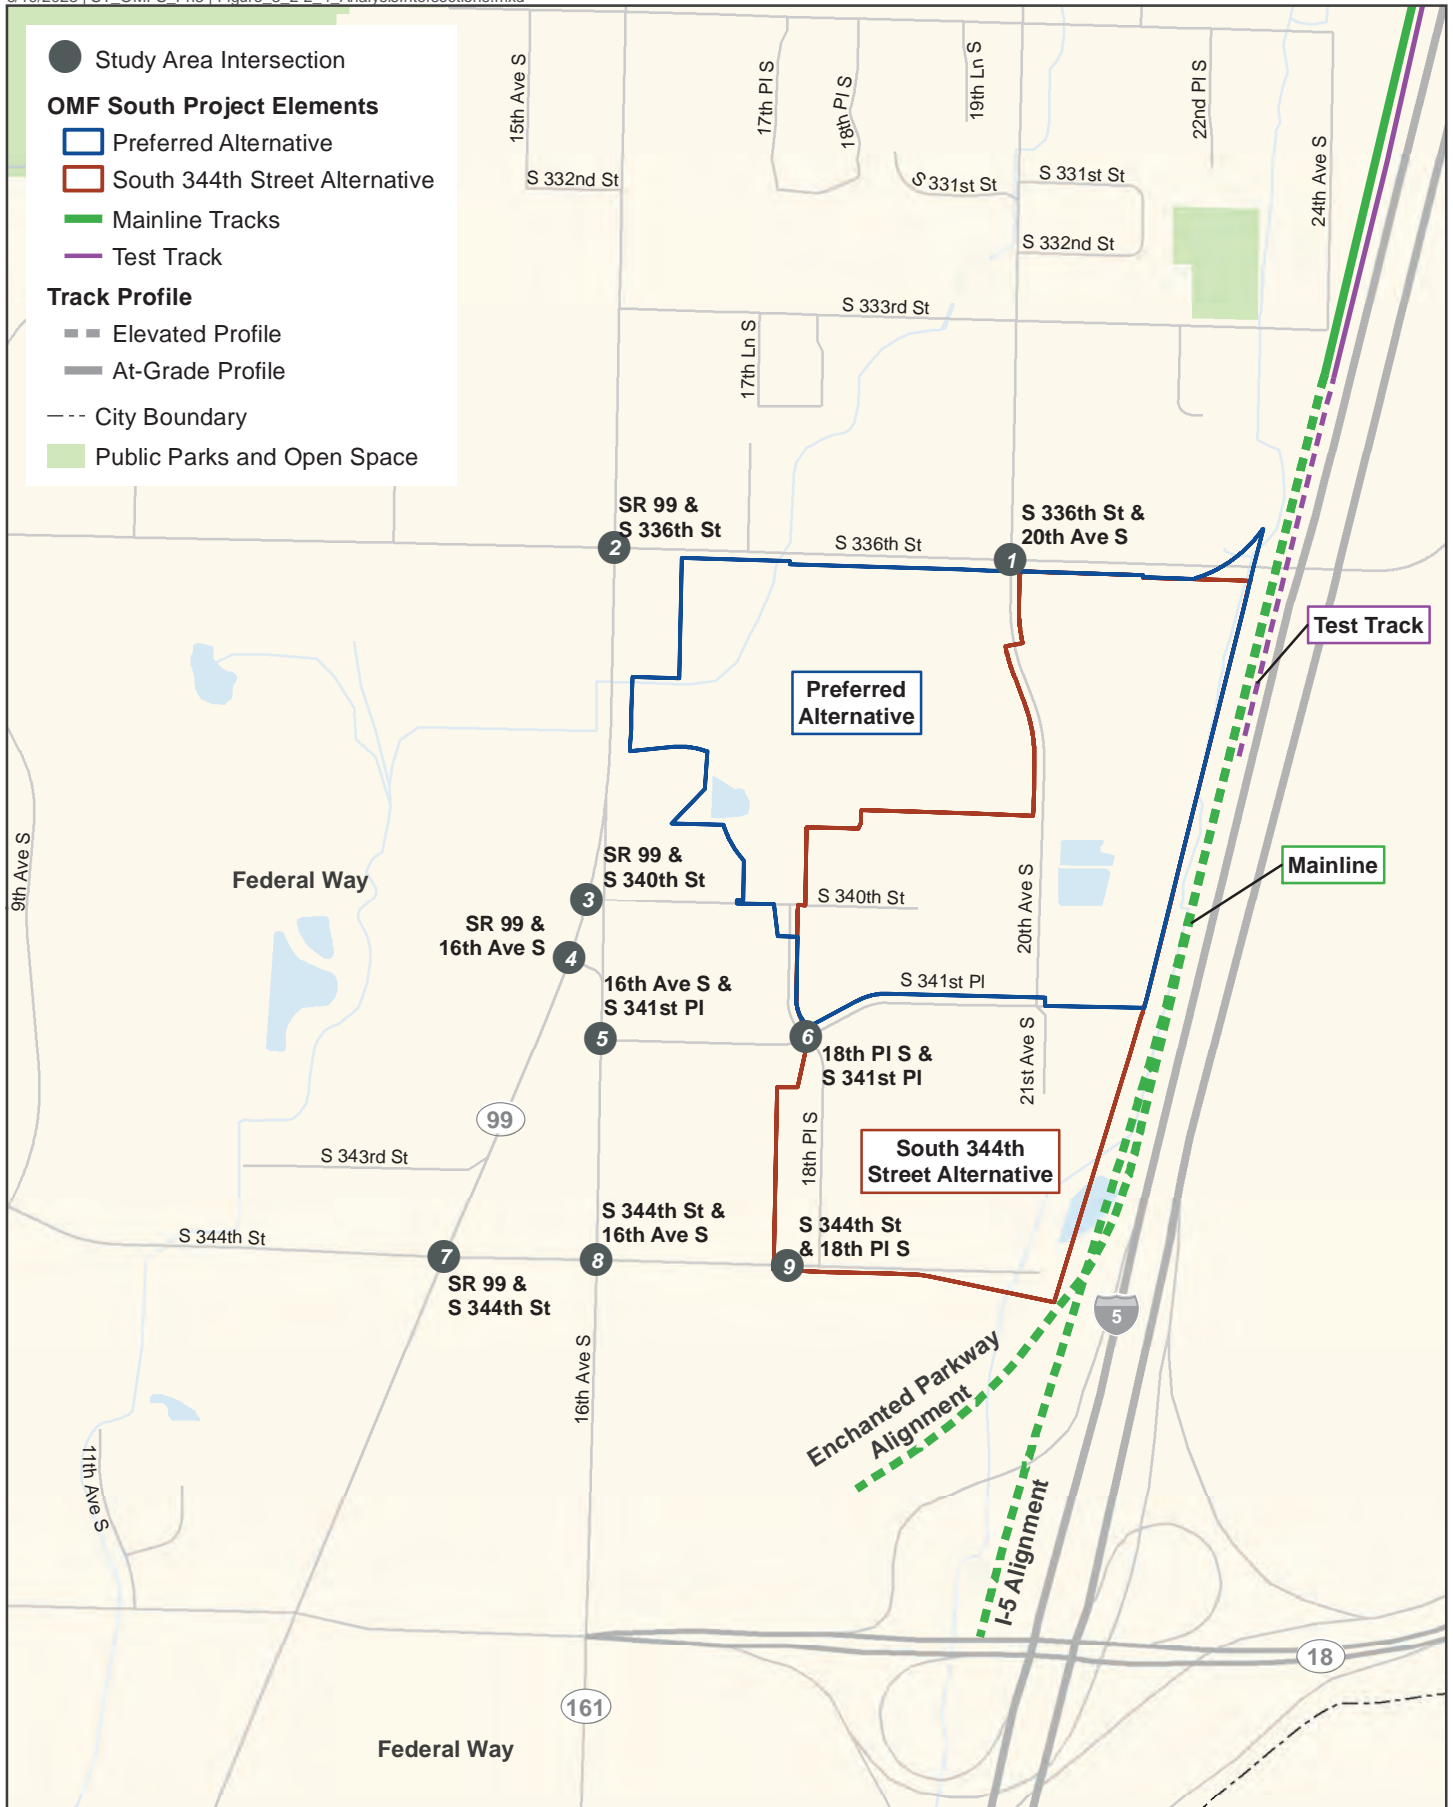 Study Area Intersection
OMF South Project Elements
Preferred Alternative
South 344th Street Alternative
Mainline Tracks
Test Track
Track Profile
Elevated Profile
At-Grade Profile
City Boundary
Public Parks and Open Space
15th Ave S
17th Pl S
18th Pl S
19th Ln S
22nd Pl S
24th Ave S
S 332nd St
S 331st St
S 331st St
S 332nd St
S 333rd St
17th Ln S
SR 99 &
S 336th St
2
S 336th St
S 336th St &
20th Ave S
1
Test Track
Preferred
Alternative
9th Ave S
Federal Way
SR 99 &
S 340th St
3
S 340th St
20th Ave S
Mainline
SR 99 &
16th Ave S
4
16th Ave S &
S 341st Pl
5
S 341st Pl
6
18th Pl S &
S 341st Pl
21st Ave S
99
S 343rd St
18th Pl S
South 344th
Street Alternative
S 344th St
7
SR 99 &
S 344th St
S 344th St &
16th Ave S
8
S 344th St
& 18th Pl S
9
5
16th Ave S
Enchanted Parkway
Alignment
11th Ave S
I-5 Alignment
18
161
Federal Way